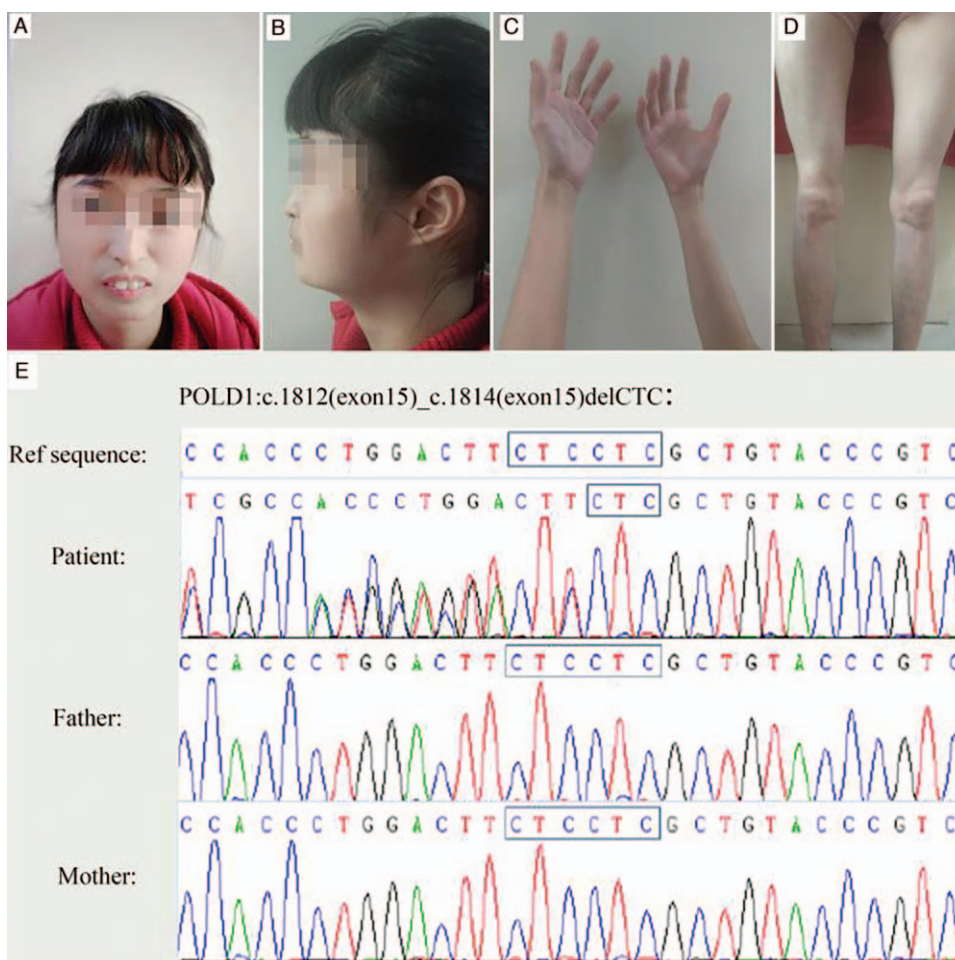 A B C D
E
POLD1:c.1812(exon15)_c.1814(exon15)delCTC:
Ref sequence: C C A C C C T G G A C T T C T C C T C G C T G T A C C C G T C
T C G C C A C C C T G G A C T T C T C G C T G T A C C C G T C
Patient:
C C A C C C T G G A C T T C T C C T C G C T G T A C C C G T C
Father:
C C A C C C T G G A C T T C T C C T C G C T G T A C C C G T C
Mother: